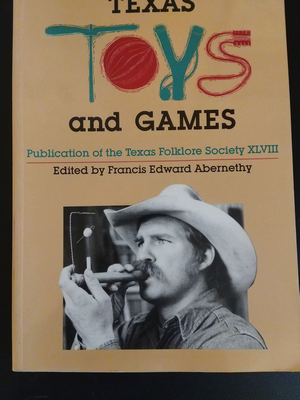 TEXAS
TOYS
and GAMES
Publication of the Texas Folklore Society XLVIII
Edited by Francis Edward Abernethy